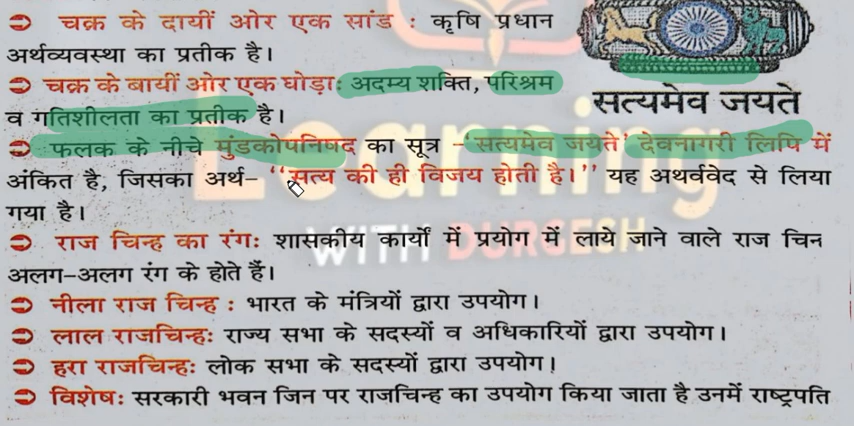 ➲ चक्र के दायीं ओर एक सांड : कृषि प्रधान
अर्थव्यवस्था का प्रतीक है।
➲ चक्र के बायीं ओर एक घोड़ा: अदम्य शक्ति, परिश्रम
व गतिशीलता का प्रतीक है।
सत्यमेव जयते
➲ फलक के नीचे मुंडकोपनिषद का सूत्र -'सत्यमेव जयते' देवनागरी लिपि में
अंकित है, जिसका अर्थ- ''सत्य की ही विजय होती है।'' यह अथर्ववेद से लिया
गया है।
➲ राज चिन्ह का रंग: शासकीय कार्यों में प्रयोग में लाये जाने वाले राज चिन
अलग-अलग रंग के होते हैं।
➲ नीला राज चिन्ह : भारत के मंत्रियों द्वारा उपयोग।
➲ लाल राजचिन्ह: राज्य सभा के सदस्यों व अधिकारियों द्वारा उपयोग।
➲ हरा राजचिन्ह: लोक सभा के सदस्यों द्वारा उपयोग।
➲ विशेष: सरकारी भवन जिन पर राजचिन्ह का उपयोग किया जाता है उनमें राष्ट्रपति
Learning
WITH DURGESH